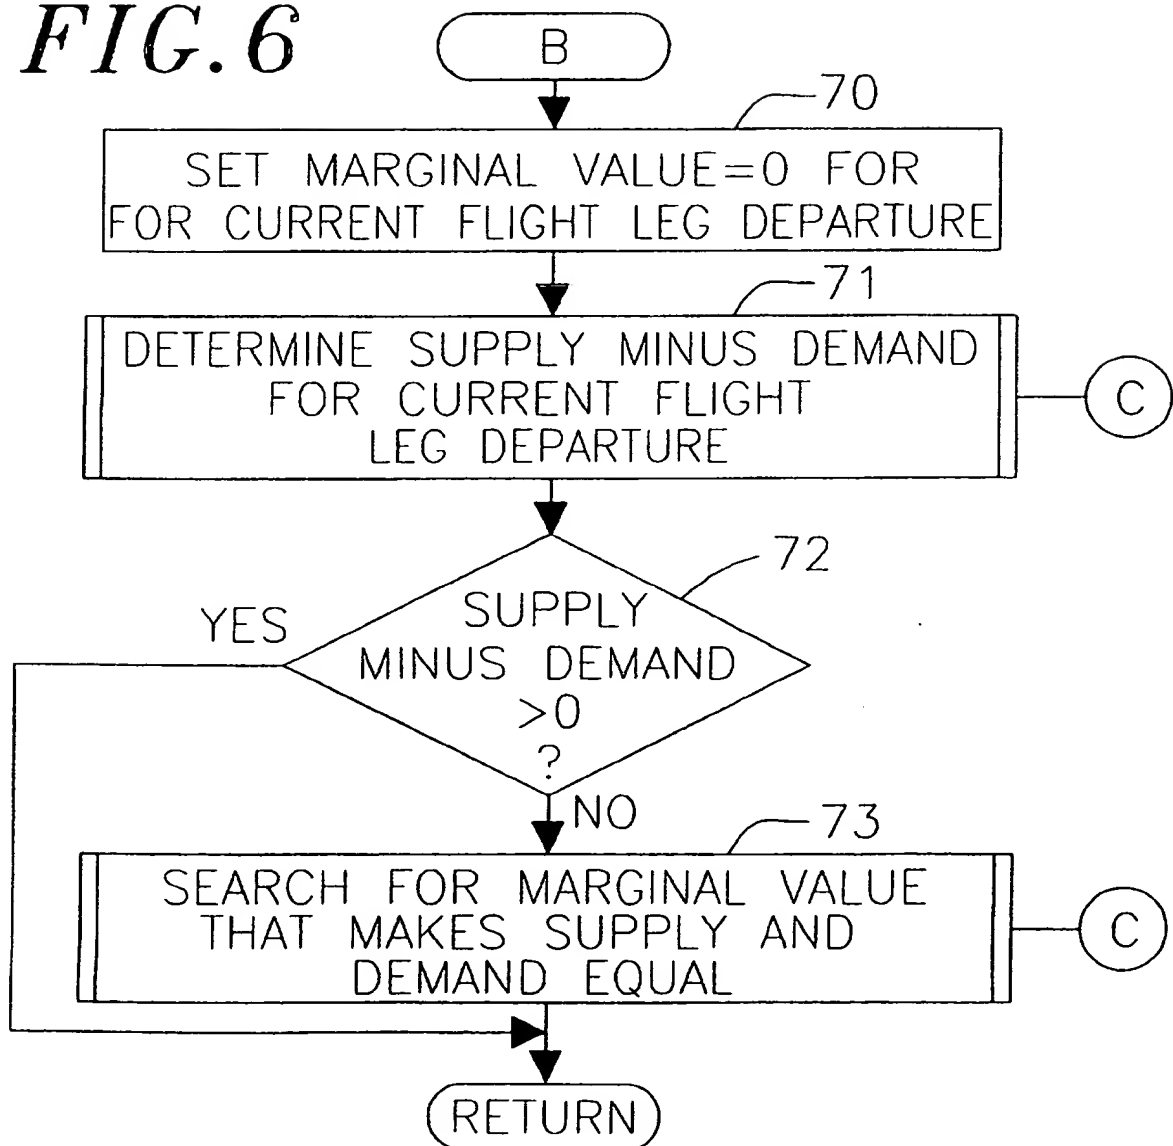 FIG. 6
B
70
SET MARGINAL VALUE=0 FOR
FOR CURRENT FLIGHT LEG DEPARTURE
71
DETERMINE SUPPLY MINUS DEMAND
FOR CURRENT FLIGHT
LEG DEPARTURE
C
72
YES
SUPPLY
MINUS DEMAND
>0
?
NO
73
SEARCH FOR MARGINAL VALUE
THAT MAKES SUPPLY AND
DEMAND EQUAL
C
RETURN